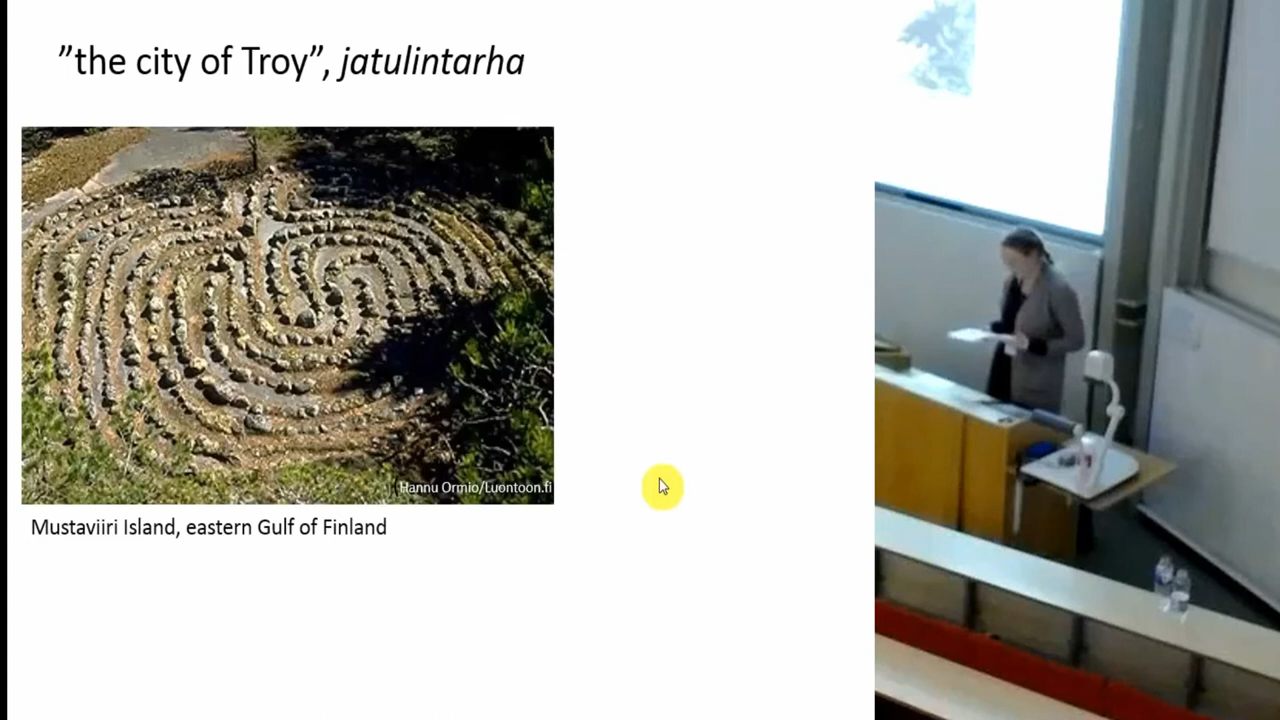 ”the city of Troy”, jatulintarha
Hannu Ormio/Luontoon.fi
Mustaviiri Island, eastern Gulf of Finland